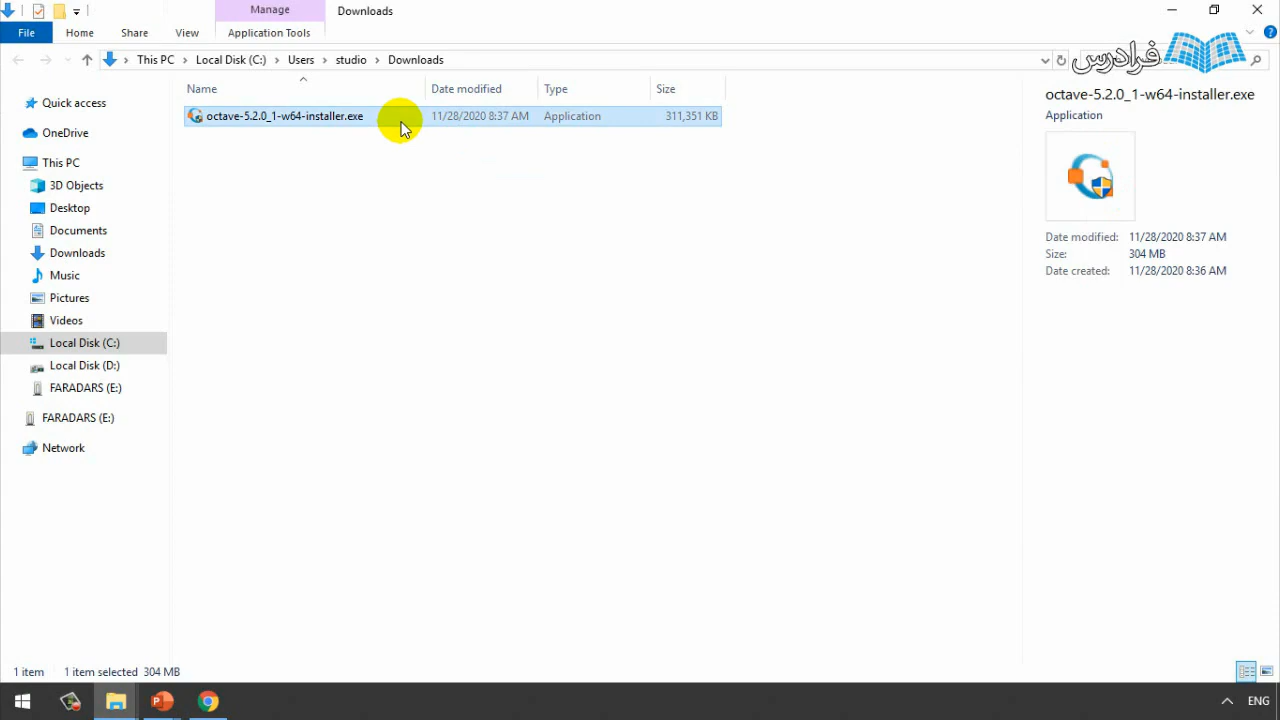 Manage
Downloads
File
Home
Share
View
Application Tools
This PC
Local Disk (C:)
Users
studio
Downloads
فرادرس
Name
Date modified
Type
Size
octave-5.2.0_1-w64-installer.exe
11/28/2020 8:37 AM
Application
311,351 KB
Quick access
OneDrive
This PC
3D Objects
Desktop
Documents
Downloads
Music
Pictures
Videos
Local Disk (C:)
Local Disk (D:)
FARADARS (E:)
FARADARS (E:)
Network
octave-5.2.0_1-w64-installer.exe
Application
Date modified: 11/28/2020 8:37 AM
Size: 304 MB
Date created: 11/28/2020 8:36 AM
1 item
1 item selected 304 MB
ENG